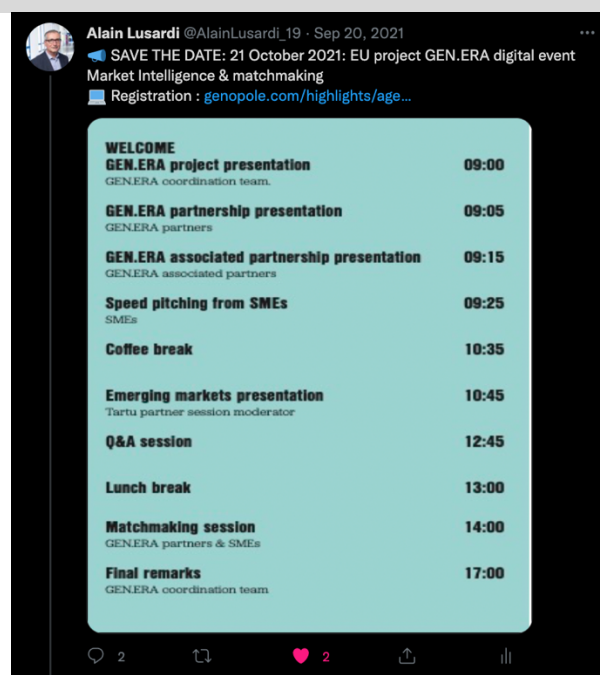 Alain Lusardi @AlainLusardi_19 · Sep 20, 2021
📣 SAVE THE DATE: 21 October 2021: EU project GEN.ERA digital event
Market Intelligence & matchmaking
💻 Registration : genopole.com/highlights/age...
WELCOME
GEN.ERA project presentation 09:00
GEN.ERA coordination team.
GEN.ERA partnership presentation 09:05
GEN.ERA partners
GEN.ERA associated partnership presentation 09:15
GEN.ERA associated partners
Speed pitching from SMEs 09:25
SMEs
Coffee break 10:35
Emerging markets presentation 10:45
Tartu partner session moderator
Q&A session 12:45
Lunch break 13:00
Matchmaking session 14:00
GEN.ERA partners & SMEs
Final remarks 17:00
GEN.ERA coordination team
2 2